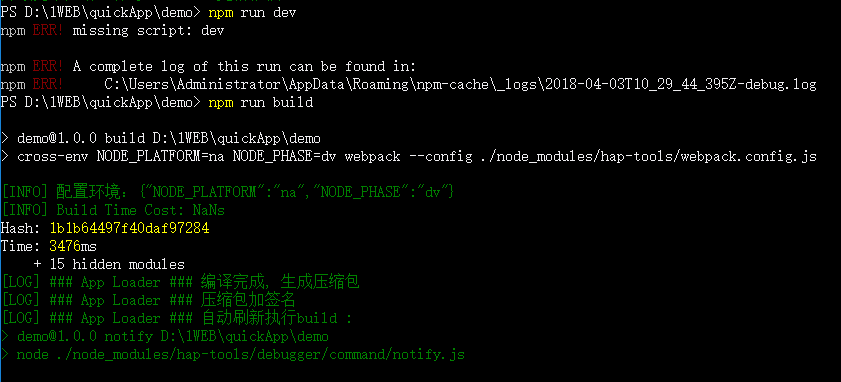 PS D:\1WEB\quickApp\demo> npm run dev
npm ERR! missing script: dev
npm ERR! A complete log of this run can be found in:
npm ERR!     C:\Users\Administrator\AppData\Roaming\npm-cache\_logs\2018-04-03T10_29_44_395Z-debug.log
PS D:\1WEB\quickApp\demo> npm run build
> demo@1.0.0 build D:\1WEB\quickApp\demo
> cross-env NODE_PLATFORM=na NODE_PHASE=dv webpack --config ./node_modules/hap-tools/webpack.config.js
[INFO] 配置环境：{"NODE_PLATFORM":"na","NODE_PHASE":"dv"}
[INFO] Build Time Cost: NaNs
Hash: 1b1b64497f40daf97284
Time: 3476ms
    + 15 hidden modules
[LOG] ### App Loader ### 编译完成，生成压缩包
[LOG] ### App Loader ### 压缩包加签名
[LOG] ### App Loader ### 自动刷新执行build :
> demo@1.0.0 notify D:\1WEB\quickApp\demo
> node ./node_modules/hap-tools/debugger/command/notify.js